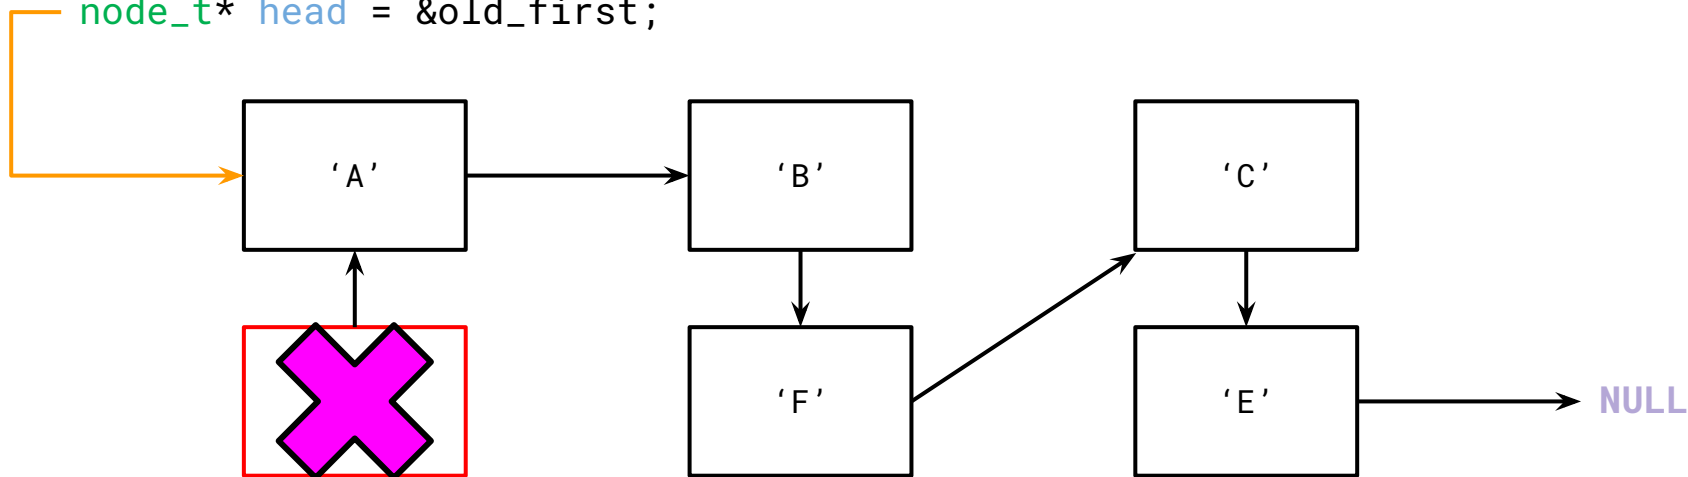 node_t* head = &old_first;
‘A’
‘B’
‘C’
‘F’
‘E’
NULL